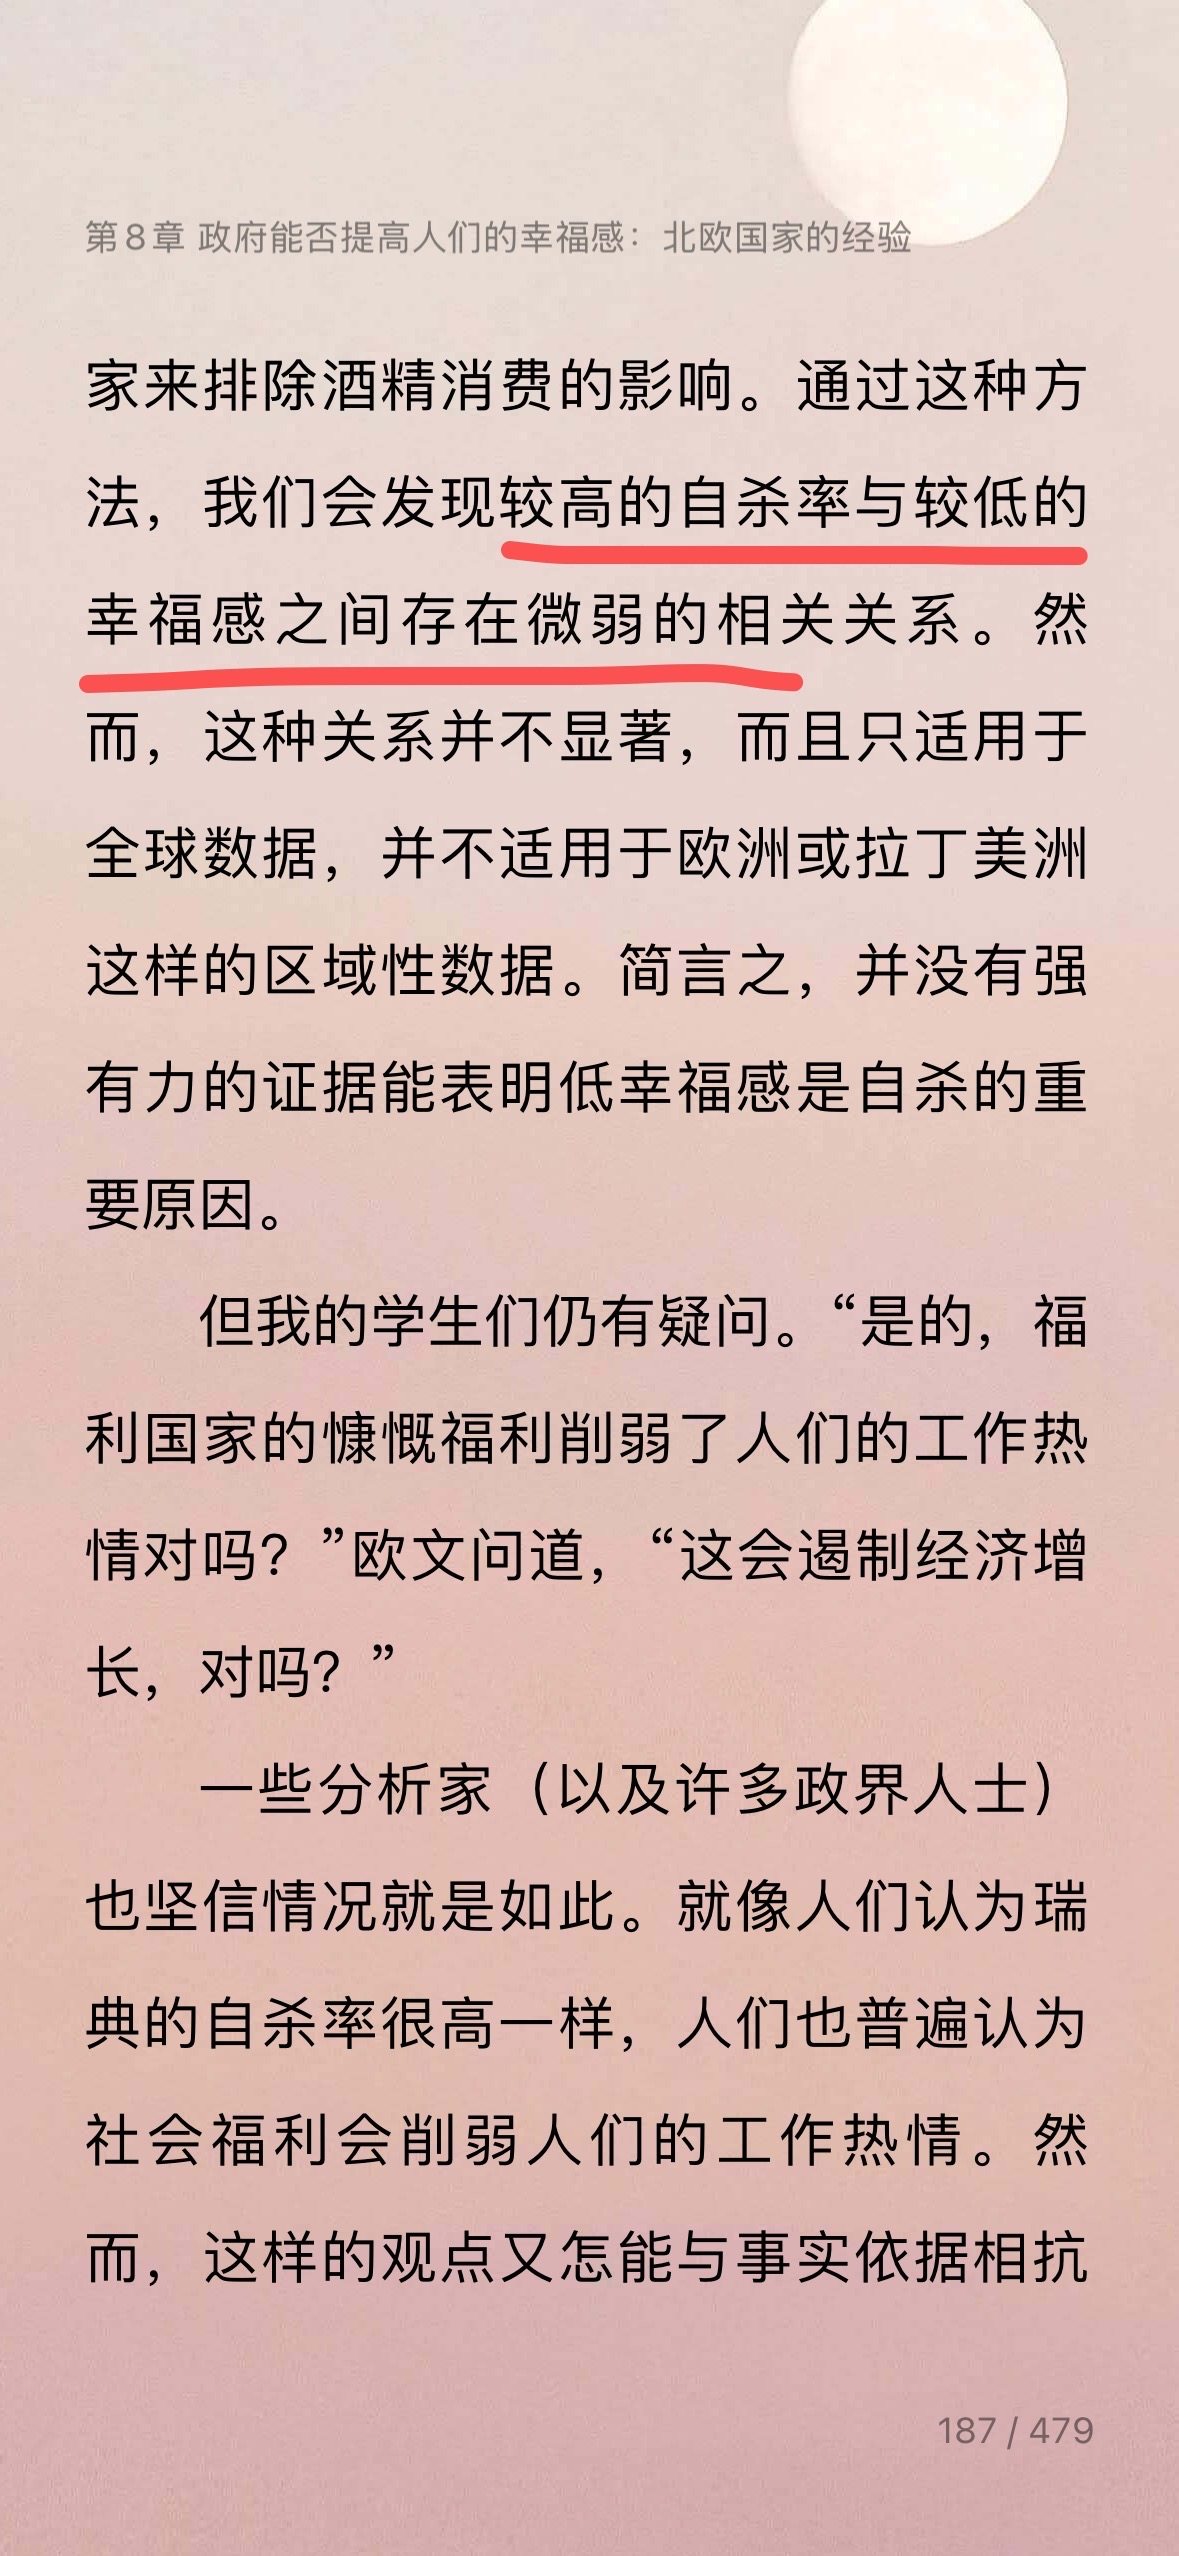 第8章 政府能否提高人们的幸福感：北欧国家的经验
家来排除酒精消费的影响。通过这种方
法，我们会发现较高的自杀率与较低的
幸福感之间存在微弱的相关关系。然
而，这种关系并不显著，而且只适用于
全球数据，并不适用于欧洲或拉丁美洲
这样的区域性数据。简言之，并没有强
有力的证据能表明低幸福感是自杀的重
要原因。
但我的学生们仍有疑问。“是的，福
利国家的慷慨福利削弱了人们的工作热
情对吗？”欧文问道，“这会遏制经济增
长，对吗？”
一些分析家（以及许多政界人士）
也坚信情况就是如此。就像人们认为瑞
典的自杀率很高一样，人们也普遍认为
社会福利会削弱人们的工作热情。然
而，这样的观点又怎能与事实依据相抗
187 / 479